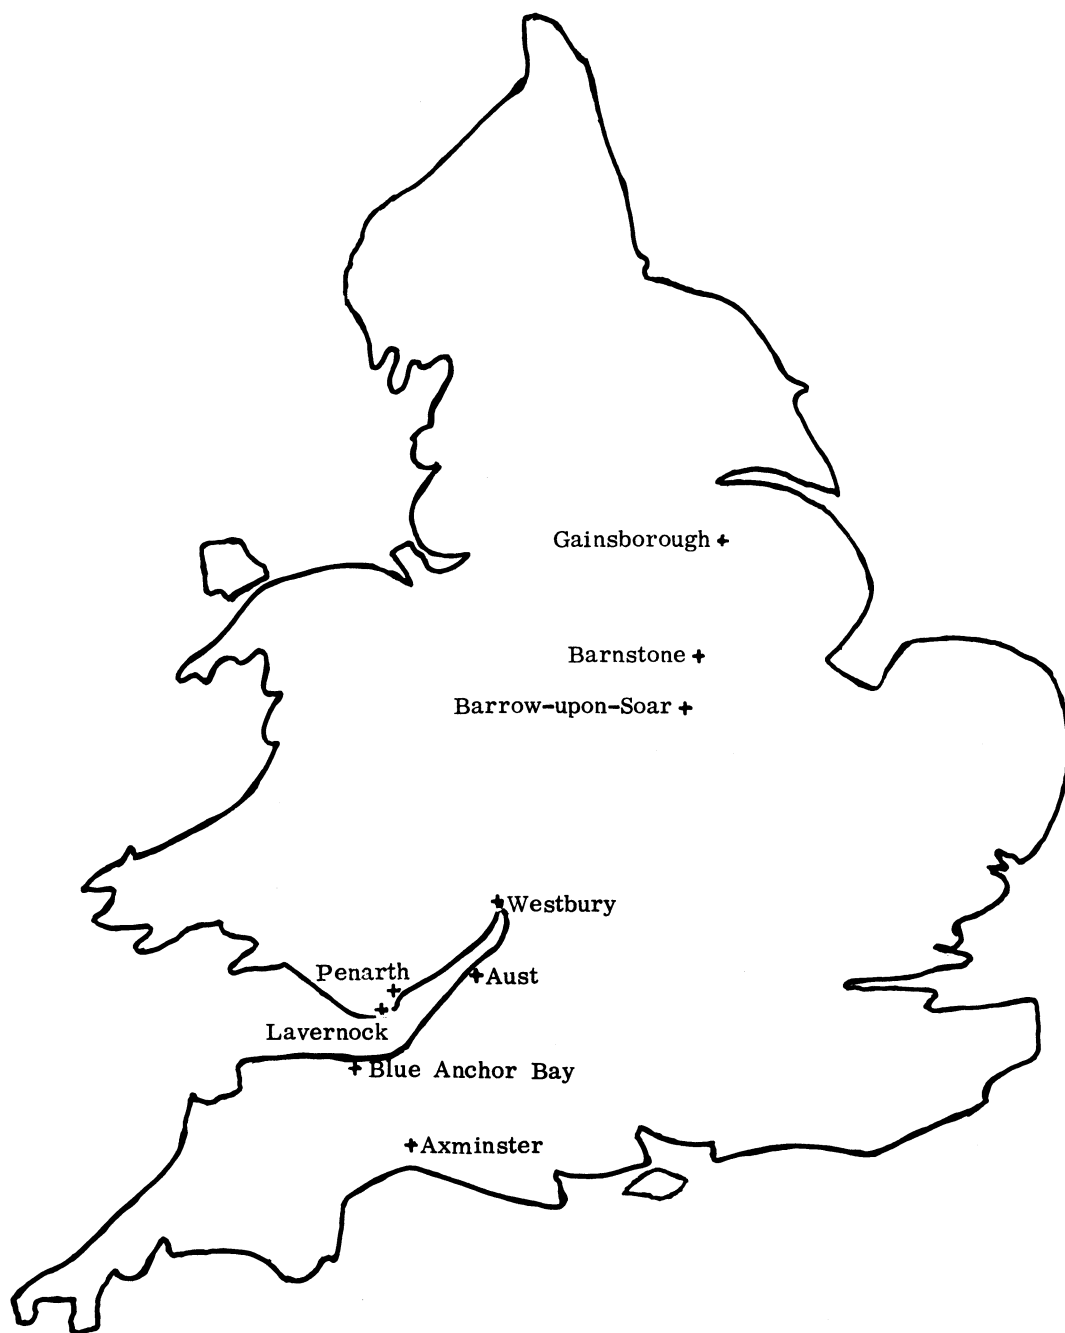 Gainsborough
Barnstone
Barrow-upon-Soar
Westbury
Penarth
Aust
Lavernock
Blue Anchor Bay
Axminster